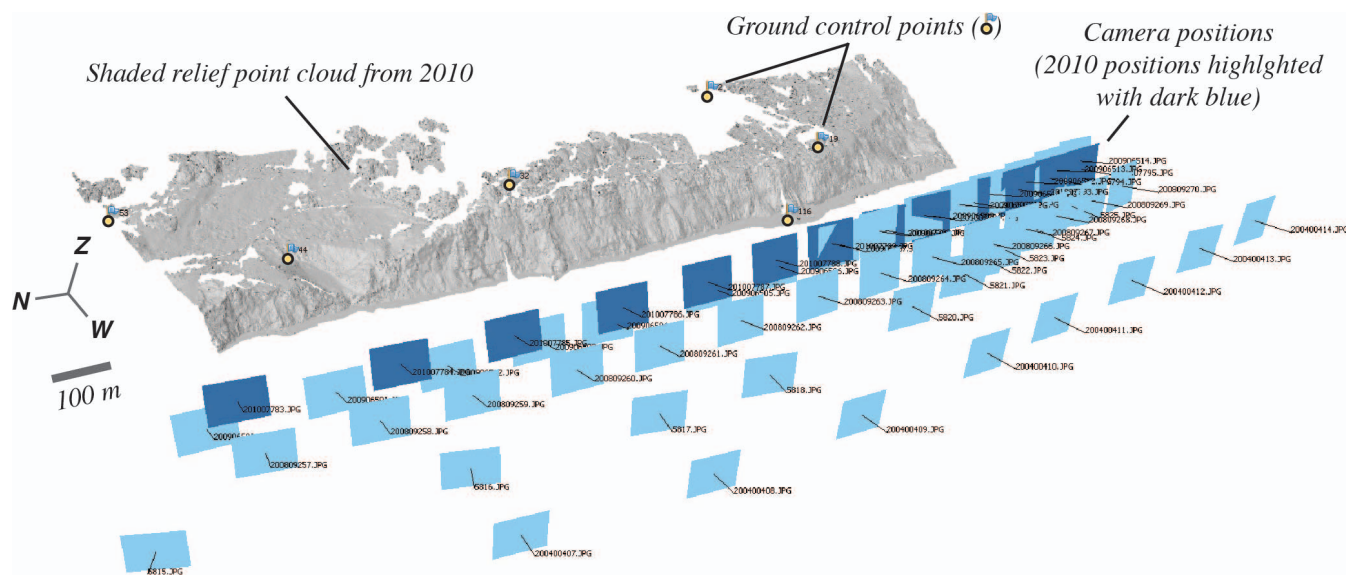 Ground control points ( )
Camera positions
(2010 positions highlghted
with dark blue)
Shaded relief point cloud from 2010
2
19
32
116
53
44
Z
N
W
100 m
200906514.JPG
200906513.JPG
200809270.JPG
200809269.JPG
5825.JPG
200809268.JPG
200809267.JPG
5824.JPG
200809266.JPG
5823.JPG
200809265.JPG
5822.JPG
200809264.JPG
5821.JPG
200400414.JPG
200400413.JPG
200400412.JPG
200400411.JPG
200400410.JPG
201007788.JPG
201007787.JPG
200906505.JPG
200809263.JPG
5820.JPG
201007786.JPG
200809262.JPG
201007785.JPG
200809261.JPG
200809260.JPG
5818.JPG
200809259.JPG
201007783.JPG
200809258.JPG
5817.JPG
200400409.JPG
200809257.JPG
5816.JPG
200400408.JPG
200400407.JPG
5815.JPG